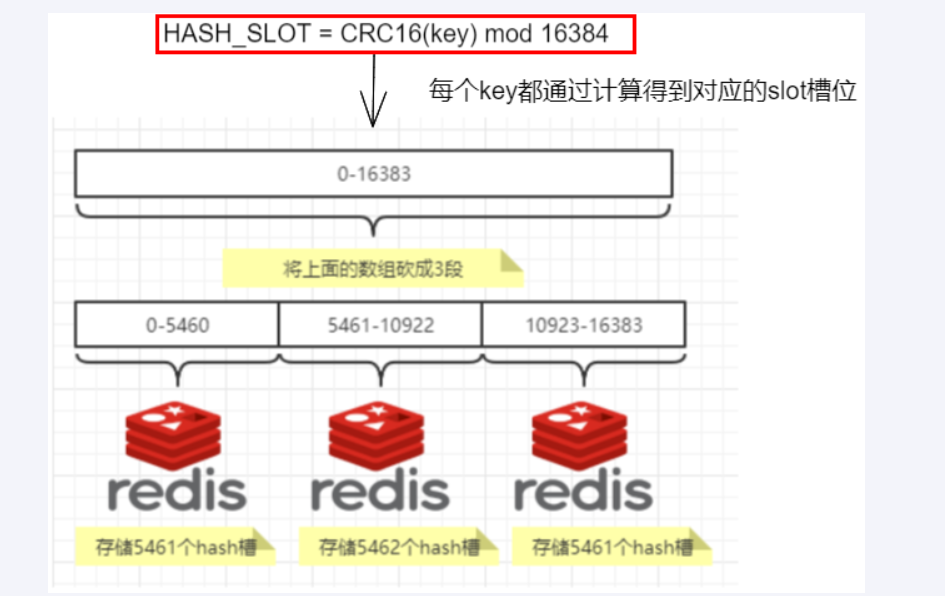 HASH_SLOT = CRC16(key) mod 16384
每个key都通过计算得到对应的slot槽位
0-16383
将上面的数组砍成3段
0-5460 5461-10922 10923-16383
redis redis redis
存储5461个hash槽 存储5462个hash槽 存储5461个hash槽